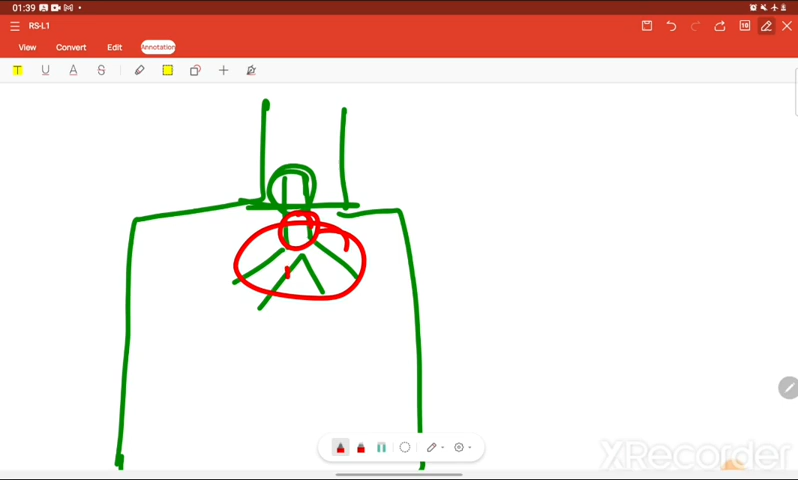 01:39
RS-L1
18
View Convert Edit Annotation
T U A S
XRecorder